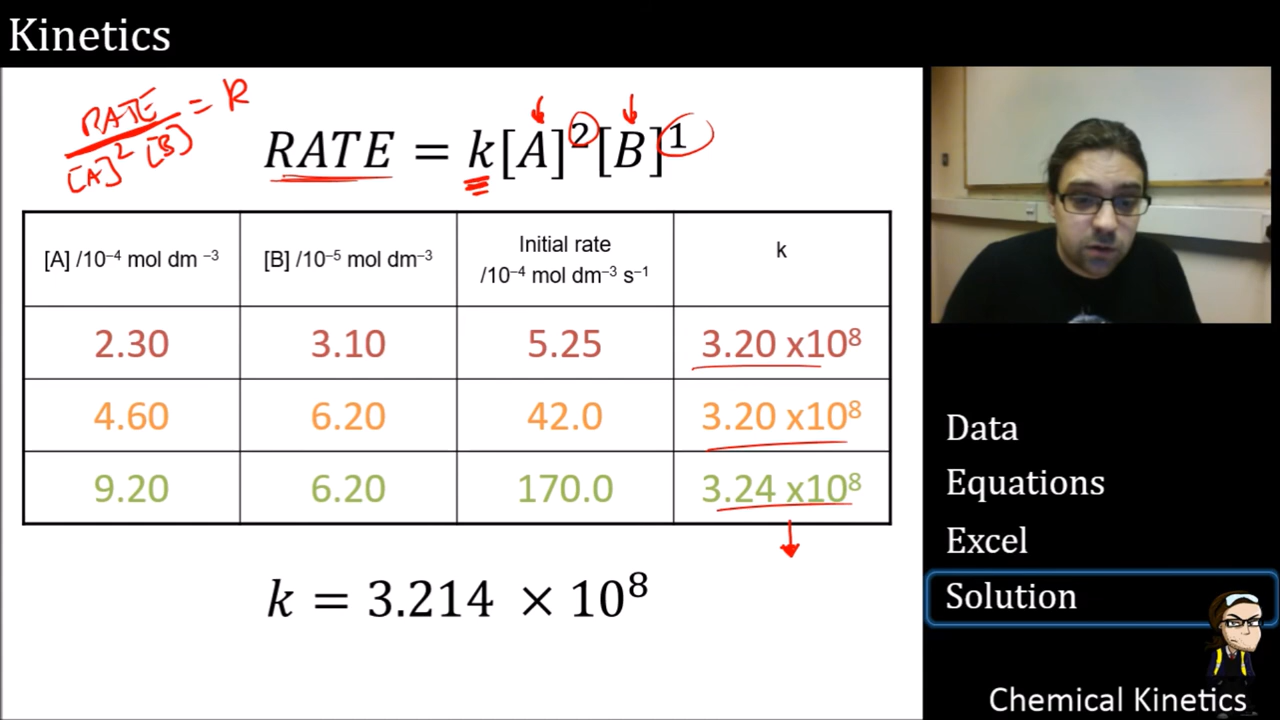 Kinetics
RATE / [A]² [B] = k
RATE = k[A]²[B]¹
[A] /10⁻⁴ mol dm ⁻³ [B] /10⁻⁵ mol dm⁻³ Initial rate /10⁻⁴ mol dm⁻³ s⁻¹ k
2.30 3.10 5.25 3.20 x10⁸
4.60 6.20 42.0 3.20 x10⁸
9.20 6.20 170.0 3.24 x10⁸
k = 3.214 × 10⁸
Data
Equations
Excel
Solution
Chemical Kinetics